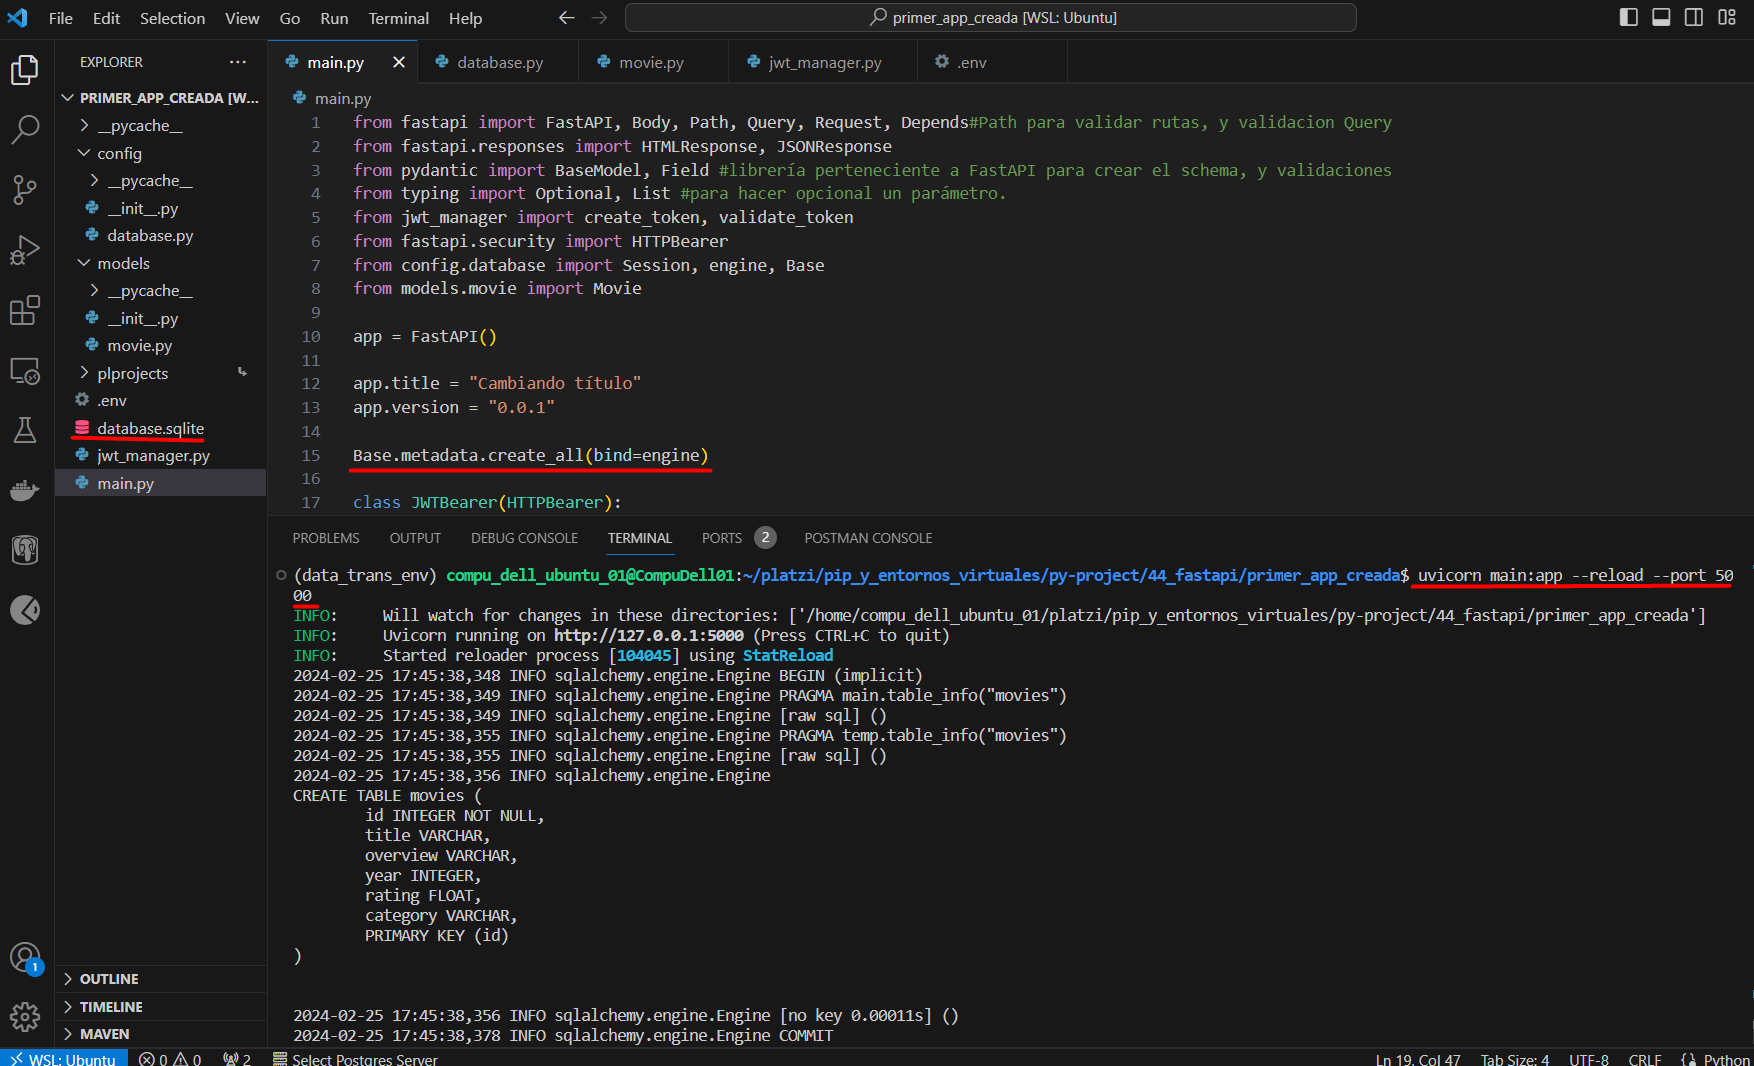 File Edit Selection View Go Run Terminal Help
primer_app_creada [WSL: Ubuntu]
EXPLORER
PRIMER_APP_CREADA [W...
__pycache__
config
__pycache__
__init__.py
database.py
models
__pycache__
__init__.py
movie.py
plprojects
.env
database.sqlite
jwt_manager.py
main.py
OUTLINE
TIMELINE
MAVEN
1
main.py database.py movie.py jwt_manager.py .env
main.py
1 from fastapi import FastAPI, Body, Path, Query, Request, Depends#Path para validar rutas, y validacion Query
2 from fastapi.responses import HTMLResponse, JSONResponse
3 from pydantic import BaseModel, Field #librería perteneciente a FastAPI para crear el schema, y validaciones
4 from typing import Optional, List #para hacer opcional un parámetro.
5 from jwt_manager import create_token, validate_token
6 from fastapi.security import HTTPBearer
7 from config.database import Session, engine, Base
8 from models.movie import Movie
9
10 app = FastAPI()
11
12 app.title = "Cambiando título"
13 app.version = "0.0.1"
14
15 Base.metadata.create_all(bind=engine)
16
17 class JWTBearer(HTTPBearer):
PROBLEMS OUTPUT DEBUG CONSOLE TERMINAL PORTS 2 POSTMAN CONSOLE
(data_trans_env) compu_dell_ubuntu_01@CompuDell01:~/platzi/pip_y_entornos_virtuales/py-project/44_fastapi/primer_app_creada$ uvicorn main:app --reload --port 50
00
INFO: Will watch for changes in these directories: ['/home/compu_dell_ubuntu_01/platzi/pip_y_entornos_virtuales/py-project/44_fastapi/primer_app_creada']
INFO: Uvicorn running on http://127.0.0.1:5000 (Press CTRL+C to quit)
INFO: Started reloader process [104045] using StatReload
2024-02-25 17:45:38,348 INFO sqlalchemy.engine.Engine BEGIN (implicit)
2024-02-25 17:45:38,349 INFO sqlalchemy.engine.Engine PRAGMA main.table_info("movies")
2024-02-25 17:45:38,349 INFO sqlalchemy.engine.Engine [raw sql] ()
2024-02-25 17:45:38,355 INFO sqlalchemy.engine.Engine PRAGMA temp.table_info("movies")
2024-02-25 17:45:38,355 INFO sqlalchemy.engine.Engine [raw sql] ()
2024-02-25 17:45:38,356 INFO sqlalchemy.engine.Engine
CREATE TABLE movies (
id INTEGER NOT NULL,
title VARCHAR,
overview VARCHAR,
year INTEGER,
rating FLOAT,
category VARCHAR,
PRIMARY KEY (id)
)
2024-02-25 17:45:38,356 INFO sqlalchemy.engine.Engine [no key 0.00011s] ()
2024-02-25 17:45:38,378 INFO sqlalchemy.engine.Engine COMMIT
WSL: Ubuntu 0 0 2 Select Postgres Server Ln 19, Col 47 Tab Size: 4 UTF-8 CRLF Python